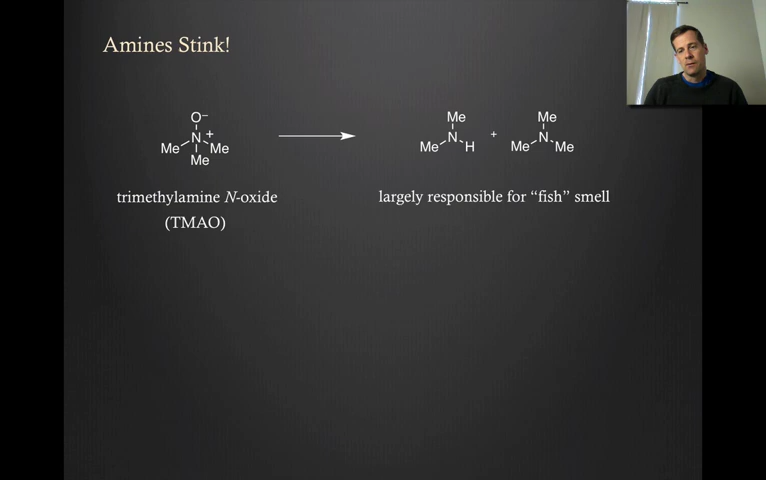 Amines Stink!
O−
N +
Me Me
Me
Me
N
Me H
+
Me
N
Me Me
trimethylamine N-oxide
(TMAO)
largely responsible for “fish” smell